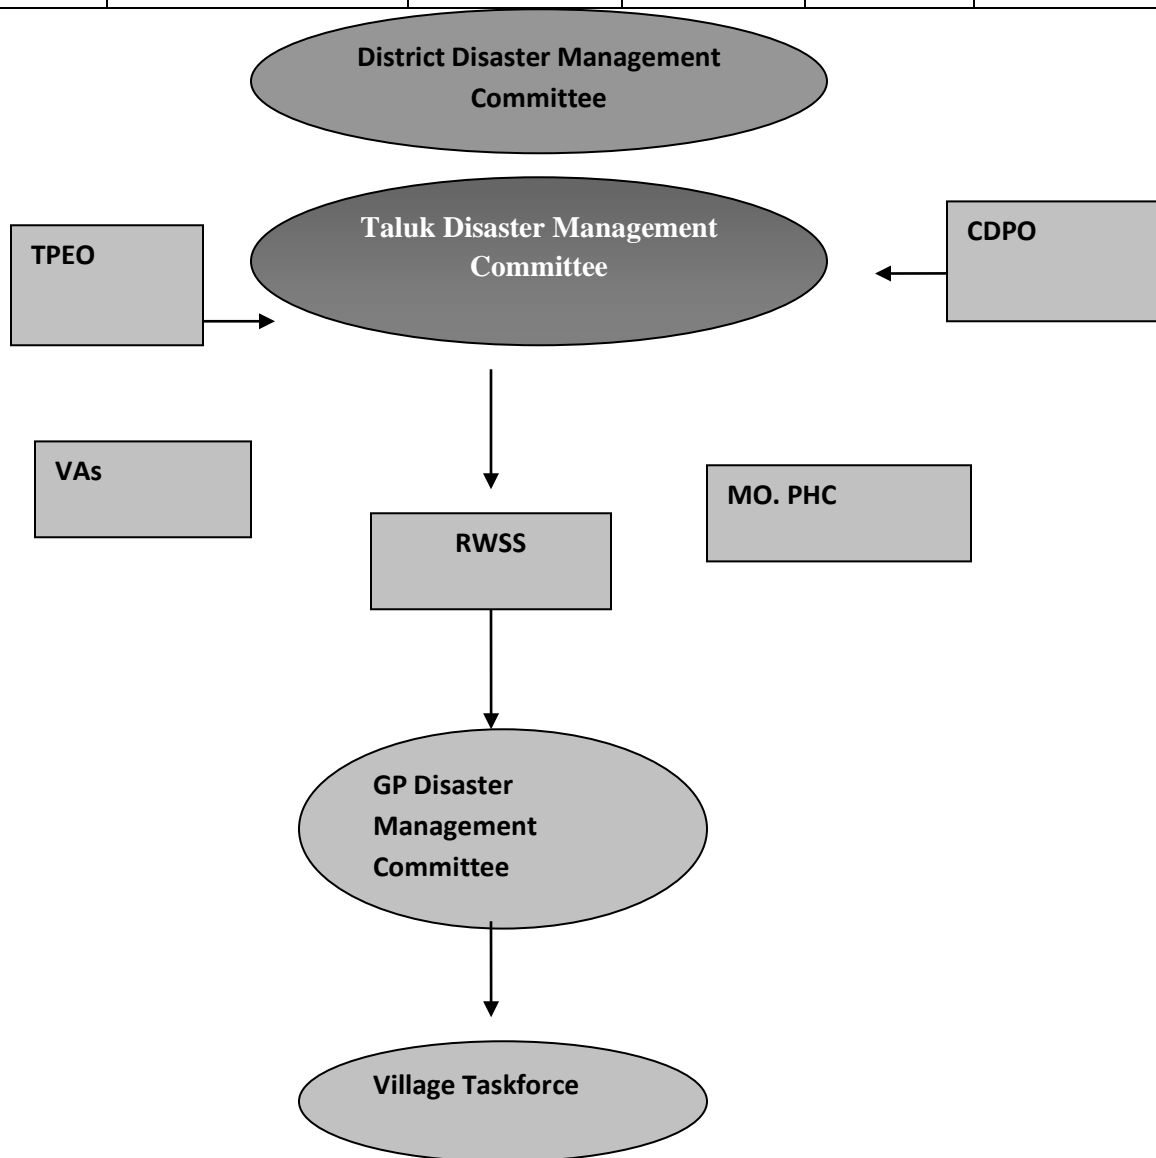 District Disaster Management
Committee
Taluk Disaster Management
Committee
CDPO
TPEO
VAs
MO. PHC
RWSS
GP Disaster
Management
Committee
Village Taskforce